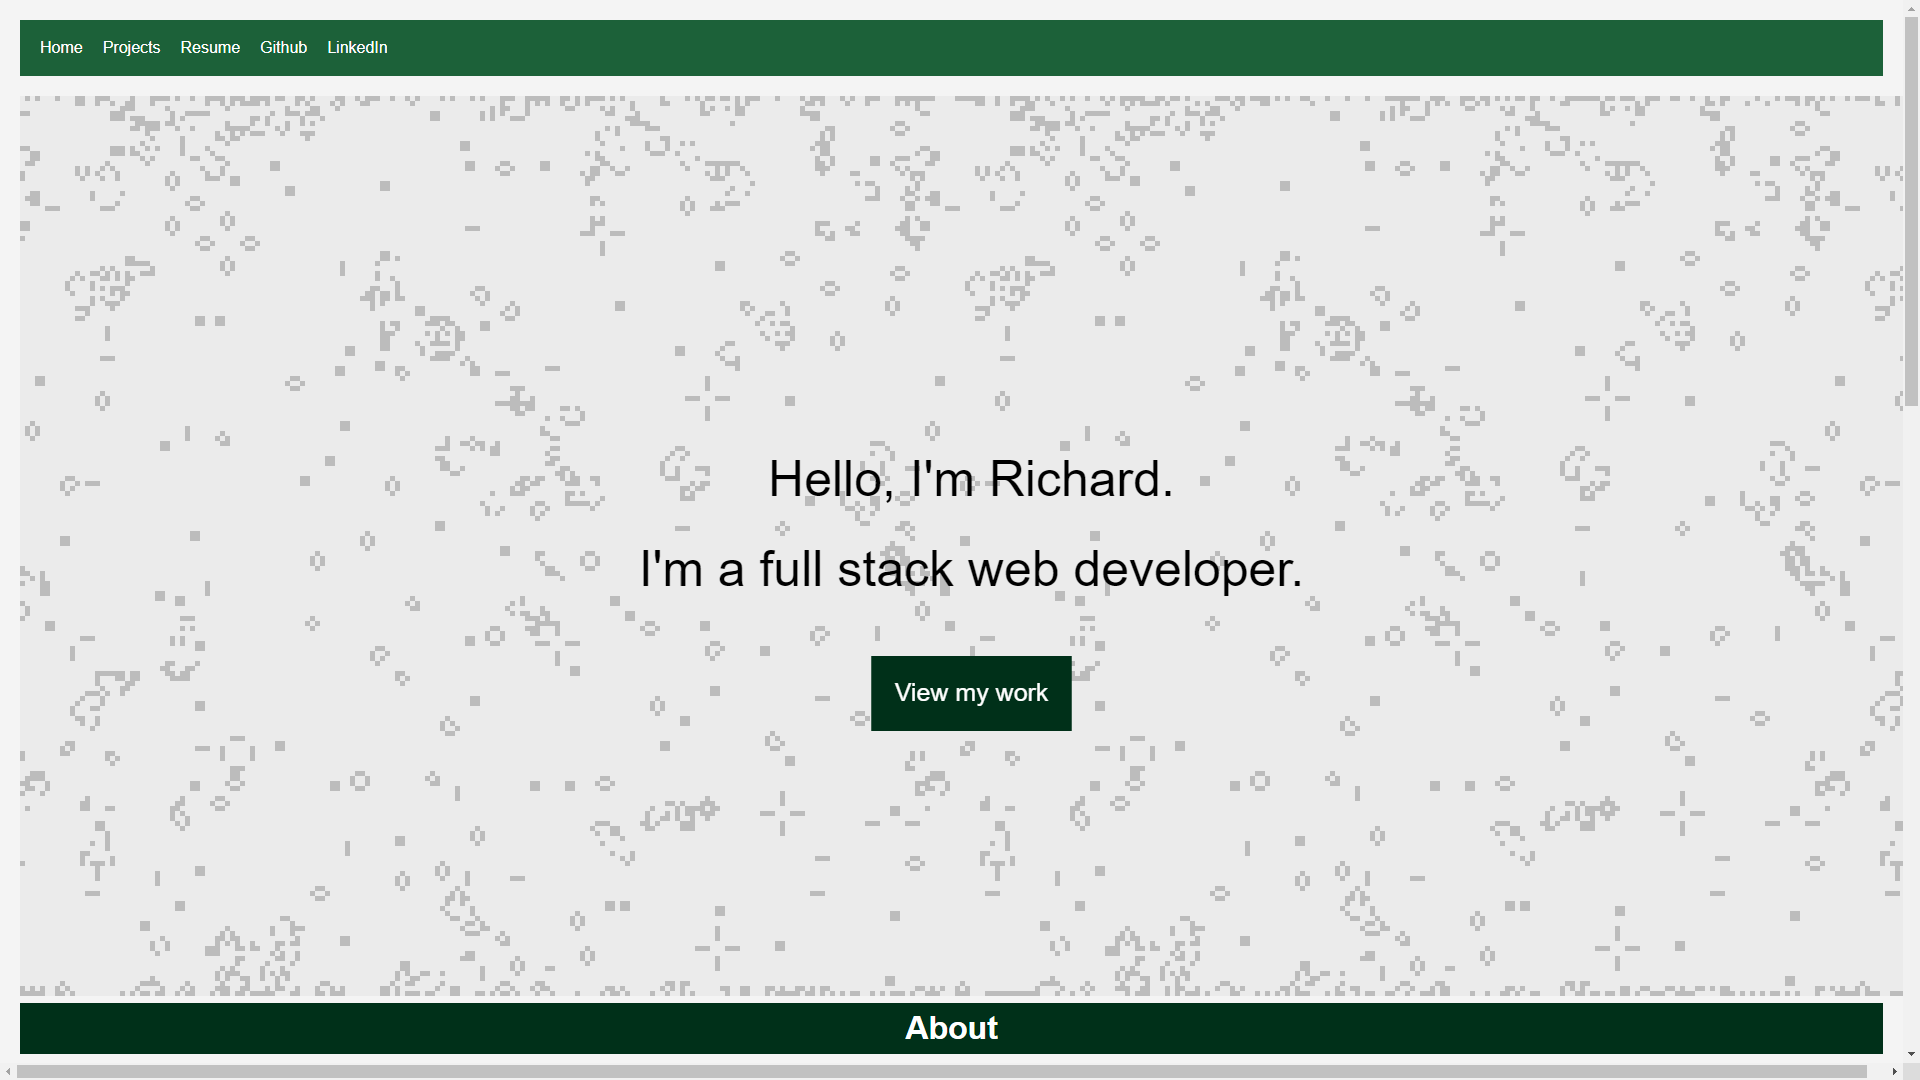 Home Projects Resume Github LinkedIn
Hello, I'm Richard.
I'm a full stack web developer.
View my work
About